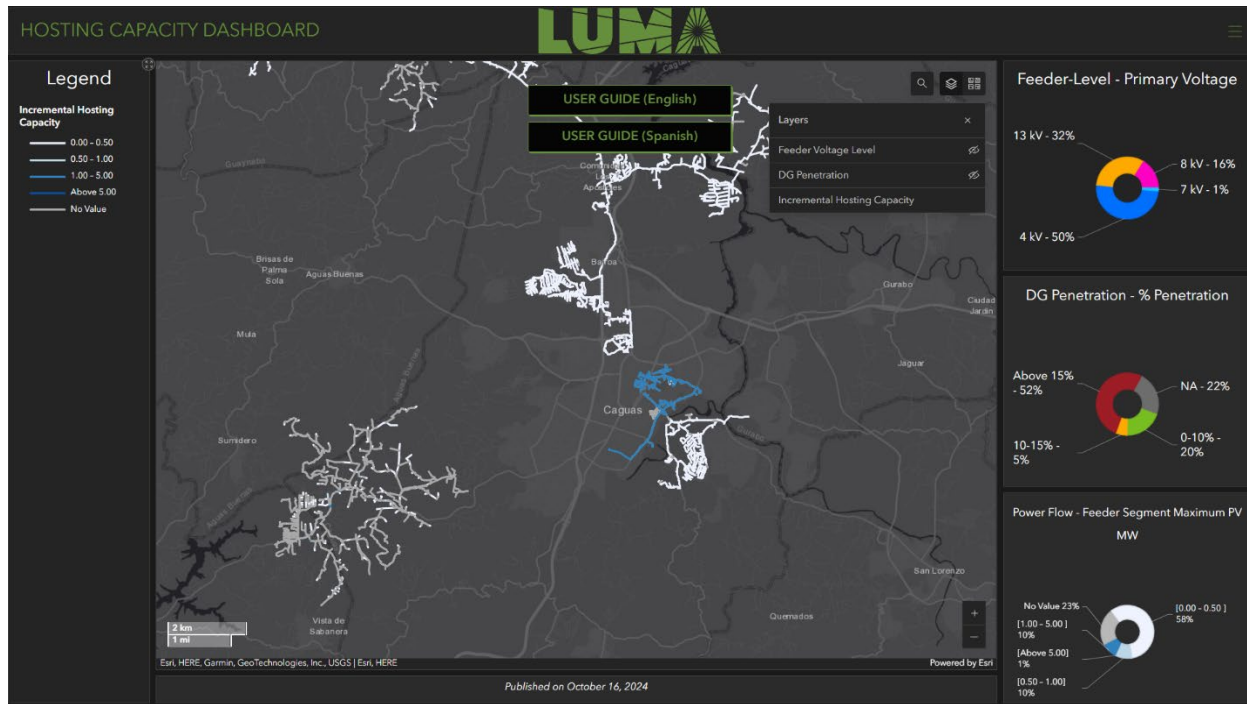 HOSTING CAPACITY DASHBOARD
LUMA
Legend
Incremental Hosting
Capacity
0.00 - 0.50
0.50 - 1.00
1.00 - 5.00
Above 5.00
No Value
USER GUIDE (English)
USER GUIDE (Spanish)
Layers
×
Feeder Voltage Level
DG Penetration
Incremental Hosting Capacity
Caguas
Guaynabo
Brisas de
Palma
Sola
Aguas Buenas
Bairoa
Gurabo
Ciudad
Jardin
Mula
Jaguar
Caguas
Sumidero
Aguas Buenas
San Lorenzo
Quemados
Vista de
Sabanera
2 km
1 mi
+
−
Esri, HERE, Garmin, GeoTechnologies, Inc., USGS | Esri, HERE
Powered by Esri
Published on October 16, 2024
Feeder-Level - Primary Voltage
13 kV - 32%
8 kV - 16%
7 kV - 1%
4 kV - 50%
DG Penetration - % Penetration
Above 15%
- 52%
NA - 22%
10-15% -
5%
0-10% -
20%
Power Flow - Feeder Segment Maximum PV
MW
No Value 23%
[0.00 - 0.50 ]
58%
[1.00 - 5.00 ]
10%
[Above 5.00]
1%
[0.50 - 1.00]
10%